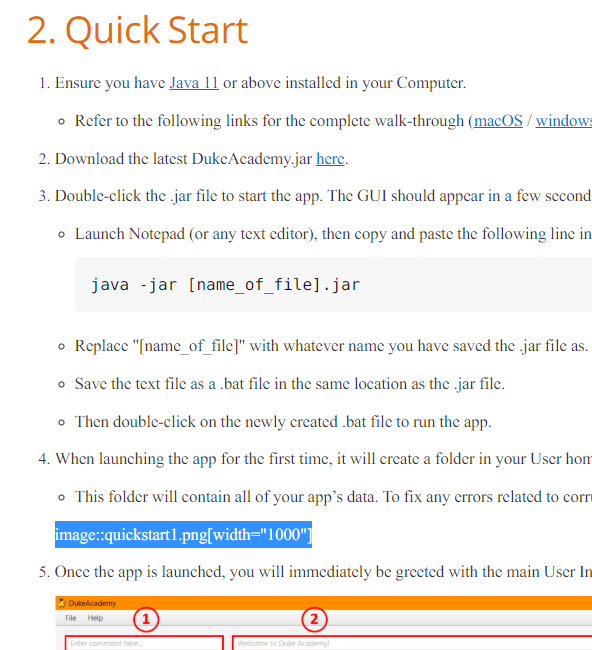 2. Quick Start
1. Ensure you have Java 11 or above installed in your Computer.
Refer to the following links for the complete walk-through (macOS / windows
2. Download the latest DukeAcademy.jar here.
3. Double-click the .jar file to start the app. The GUI should appear in a few second
Launch Notepad (or any text editor), then copy and paste the following line in
java -jar [name_of_file].jar
Replace "[name_of_file]" with whatever name you have saved the .jar file as.
Save the text file as a .bat file in the same location as the .jar file.
Then double-click on the newly created .bat file to run the app.
4. When launching the app for the first time, it will create a folder in your User hom
This folder will contain all of your app's data. To fix any errors related to corr
image::quickstart1.png[width="1000"]
5. Once the app is launched, you will immediately be greeted with the main User In
DukeAcademy
File Help 1 2
Enter command here... Welcome to Duke Academy!